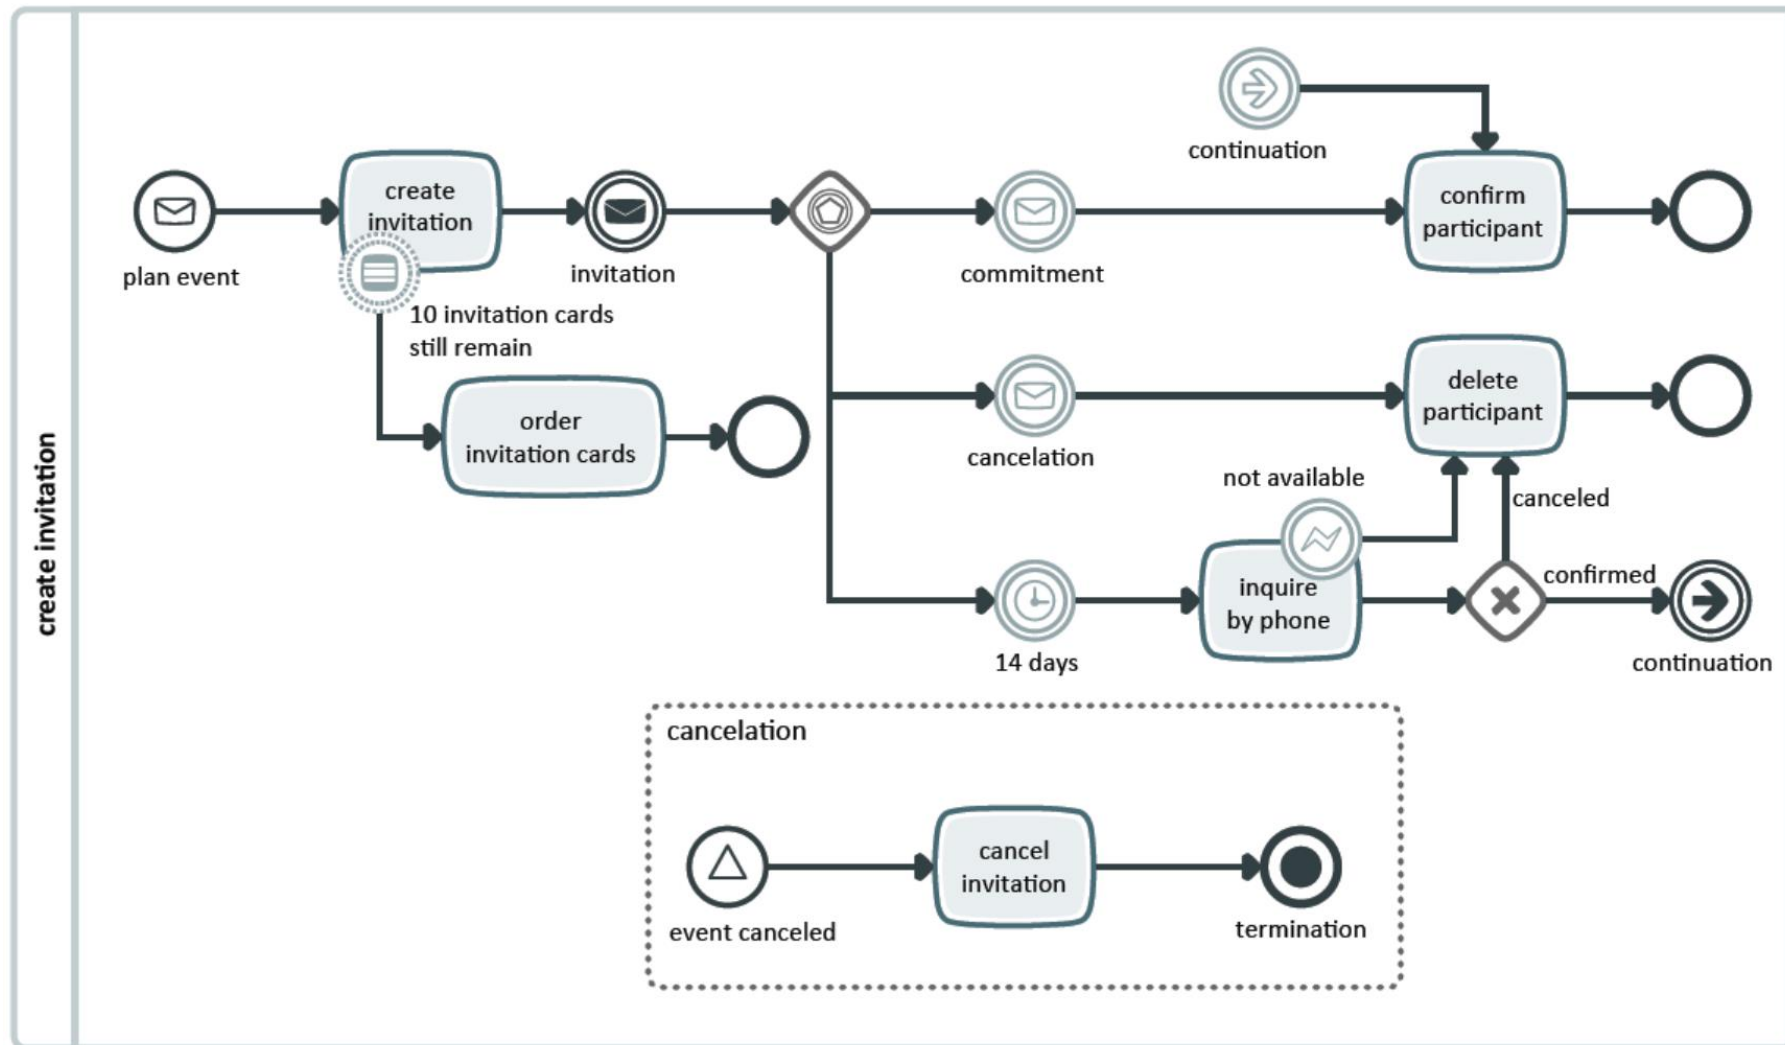 create invitation
plan event
create
invitation
10 invitation cards
still remain
order
invitation cards
invitation
commitment
continuation
confirm
participant
cancelation
delete
participant
not available
canceled
14 days
inquire
by phone
confirmed
continuation
cancelation
event canceled
cancel
invitation
termination